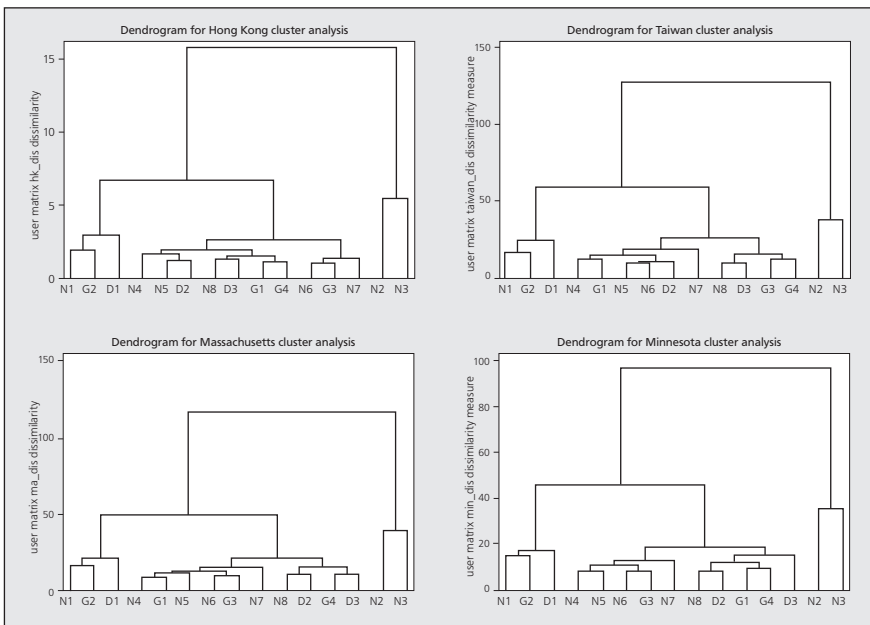 Dendrogram for Hong Kong cluster analysis
user matrix hk_dis dissimilarity
15
10
5
0
N1 G2 D1 N4 N5 D2 N8 D3 G1 G4 N6 G3 N7 N2 N3
Dendrogram for Taiwan cluster analysis
user matrix taiwan_dis dissimilarity measure
150
100
50
0
N1 G2 D1 N4 G1 N5 N6 D2 N7 N8 D3 G3 G4 N2 N3
Dendrogram for Massachusetts cluster analysis
user matrix ma_dis dissimilarity
150
100
50
0
N1 G2 D1 N4 G1 N5 N6 G3 N7 N8 D2 G4 D3 N2 N3
Dendrogram for Minnesota cluster analysis
user matrix min_dis dissimilarity measure
100
80
60
40
20
0
N1 G2 D1 N4 N5 N6 G3 N7 N8 D2 G1 G4 D3 N2 N3